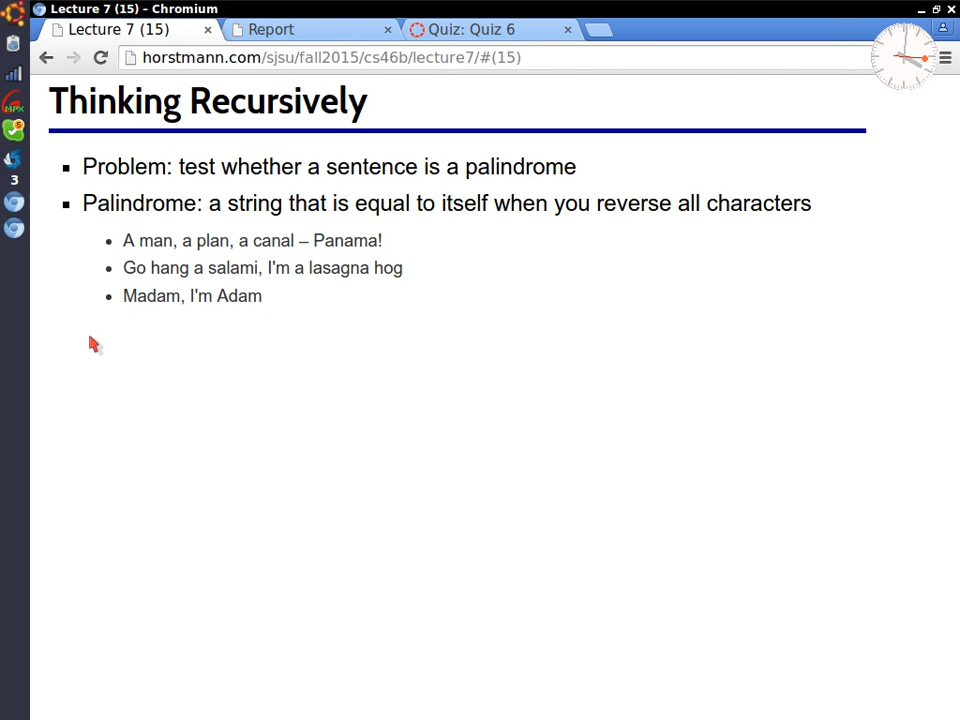 Lecture 7 (15) - Chromium
Lecture 7 (15) × Report × Quiz: Quiz 6 ×
horstmann.com/sjsu/fall2015/cs46b/lecture7/#(15)
MPX
5
3
Thinking Recursively
Problem: test whether a sentence is a palindrome
Palindrome: a string that is equal to itself when you reverse all characters
A man, a plan, a canal – Panama!
Go hang a salami, I'm a lasagna hog
Madam, I'm Adam